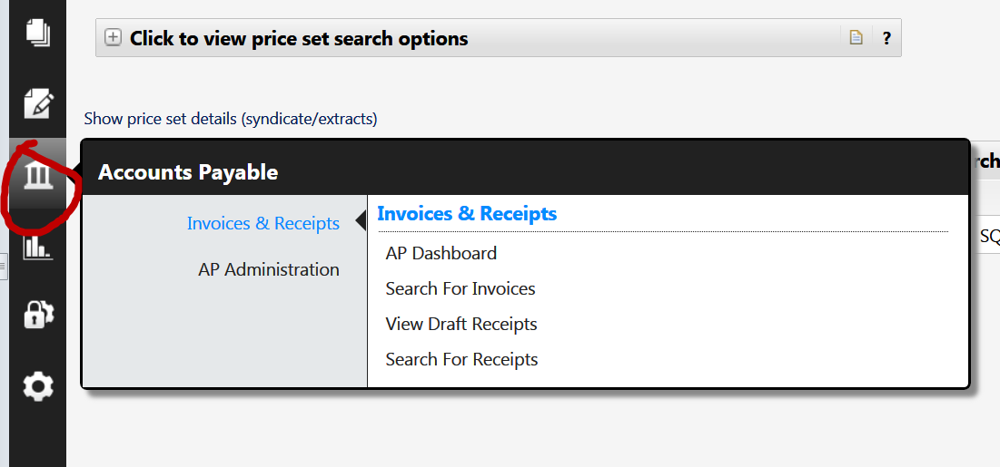 Click to view price set search options
?
Show price set details (syndicate/extracts)
Accounts Payable
Invoices & Receipts
AP Administration
Invoices & Receipts
AP Dashboard
Search For Invoices
View Draft Receipts
Search For Receipts
rch
SQ